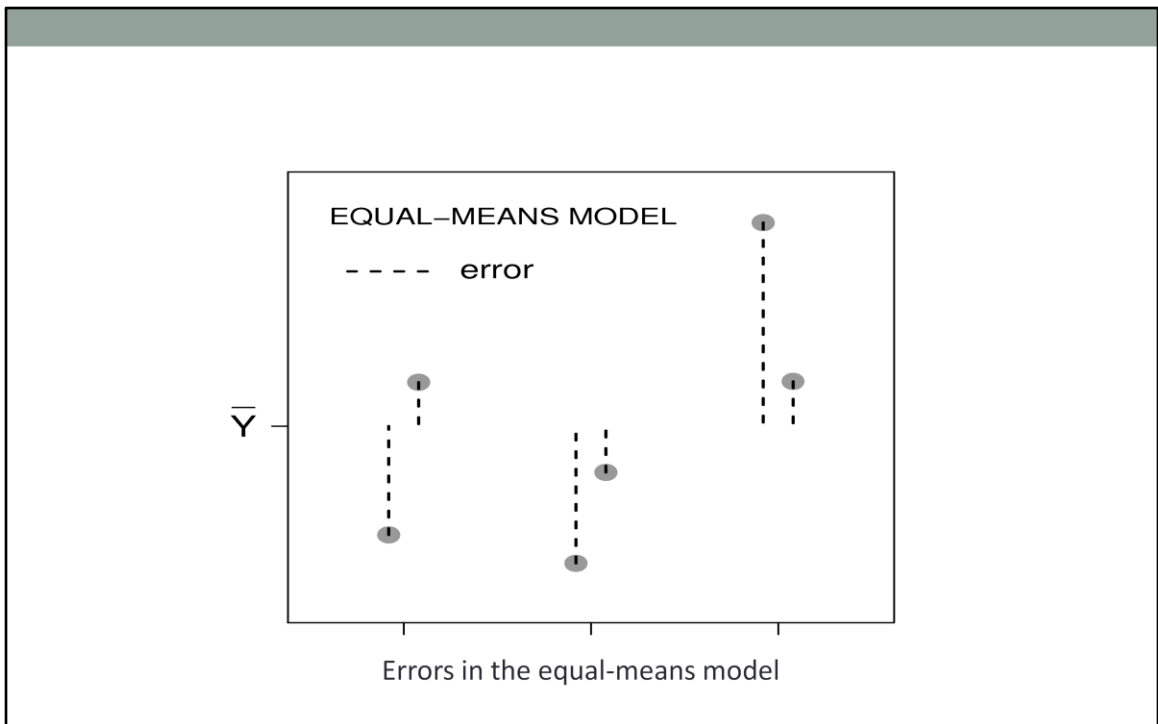 EQUAL–MEANS MODEL
---- error
Y̅
Errors in the equal-means model